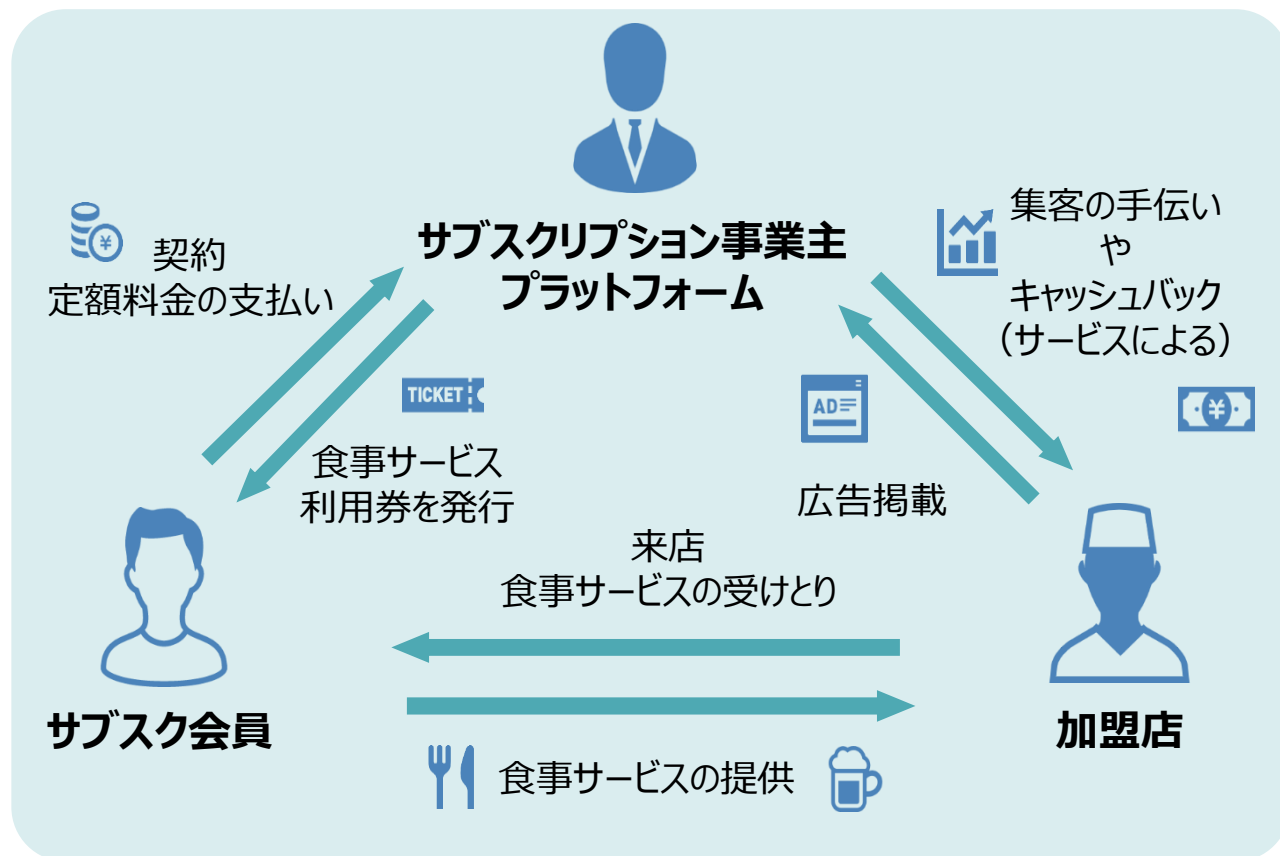 サブスクリプション事業主
プラットフォーム
契約
定額料金の支払い
集客の手伝い
や
キャッシュバック
（サービスによる）
TICKET
食事サービス
利用券を発行
AD
広告掲載
来店
食事サービスの受けとり
サブスク会員
加盟店
食事サービスの提供
¥
¥